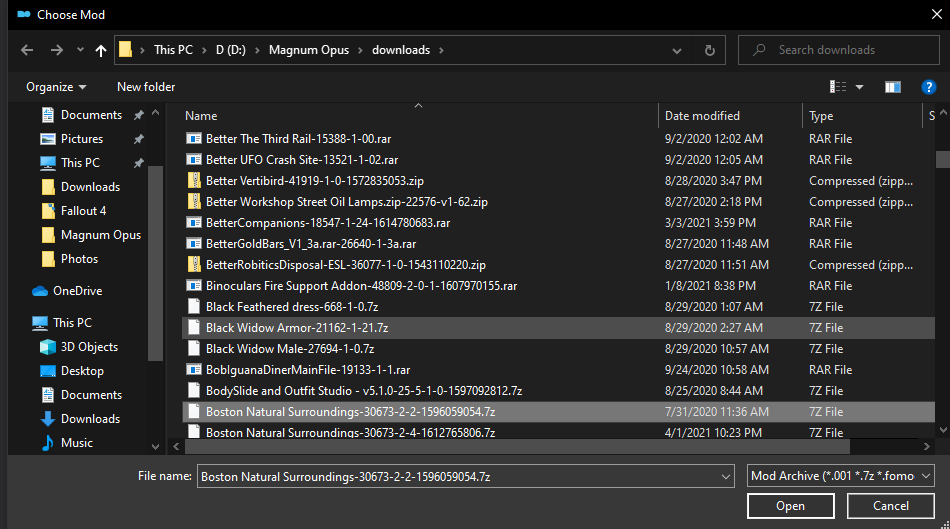 Choose Mod
This PC > D (D:) > Magnum Opus > downloads >
Search downloads
Organize
New folder
Documents
Pictures
This PC
Downloads
Fallout 4
Magnum Opus
Photos
OneDrive
This PC
3D Objects
Desktop
Documents
Downloads
Music
Name Date modified Type S
Better The Third Rail-15388-1-00.rar 9/2/2020 12:02 AM RAR File
Better UFO Crash Site-13521-1-02.rar 9/2/2020 12:05 AM RAR File
Better Vertibird-41919-1-0-1572835053.zip 8/28/2020 3:47 PM Compressed (zipp...
Better Workshop Street Oil Lamps.zip-22576-v1-62.zip 8/27/2020 2:18 PM Compressed (zipp...
BetterCompanions-18547-1-24-1614780683.rar 3/3/2021 3:59 PM RAR File
BetterGoldBars_V1_3a.rar-26640-1-3a.rar 8/27/2020 11:48 AM RAR File
BetterRobiticsDisposal-ESL-36077-1-0-1543110220.zip 8/27/2020 11:51 AM Compressed (zipp...
Binoculars Fire Support Addon-48809-2-0-1-1607970155.rar 1/8/2021 8:38 PM RAR File
Black Feathered dress-668-1-0.7z 8/29/2020 1:07 AM 7Z File
Black Widow Armor-21162-1-21.7z 8/29/2020 2:27 AM 7Z File
Black Widow Male-27694-1-0.7z 8/29/2020 10:57 AM 7Z File
BobIguanaDinerMainFile-19133-1-1.rar 9/24/2020 10:58 AM RAR File
BodySlide and Outfit Studio - v5.1.0-25-5-1-0-1597092812.7z 8/25/2020 8:44 AM 7Z File
Boston Natural Surroundings-30673-2-2-1596059054.7z 7/31/2020 11:36 AM 7Z File
Boston Natural Surroundings-30673-2-4-1612765806.7z 4/1/2021 10:23 PM 7Z File
File name: Boston Natural Surroundings-30673-2-2-1596059054.7z
Mod Archive (*.001 *.7z *.fomo
Open
Cancel